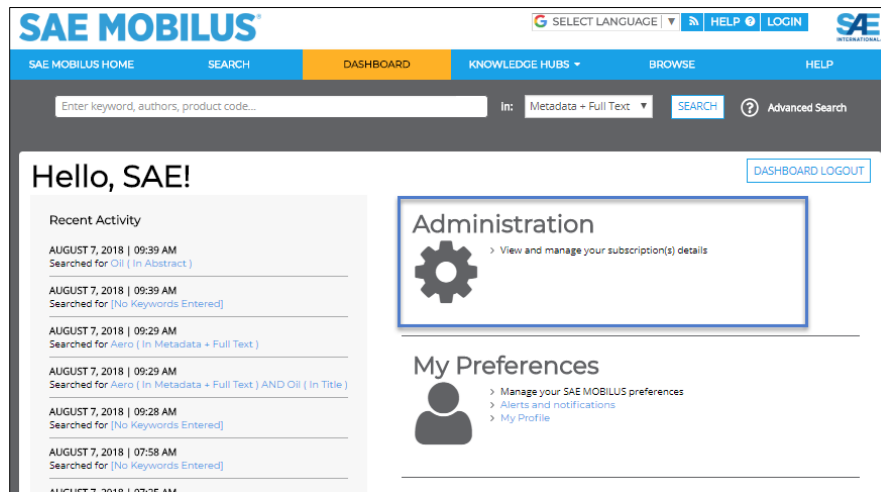 SAE MOBILUS®
SELECT LANGUAGE ▼
HELP
LOGIN
SAE
INTERNATIONAL
SAE MOBILUS HOME
SEARCH
DASHBOARD
KNOWLEDGE HUBS
BROWSE
HELP
Enter keyword, authors, product code...
in:
Metadata + Full Text
SEARCH
Advanced Search
Hello, SAE!
DASHBOARD LOGOUT
Recent Activity
AUGUST 7, 2018 | 09:39 AM
Searched for Oil ( In Abstract )
AUGUST 7, 2018 | 09:39 AM
Searched for [No Keywords Entered]
AUGUST 7, 2018 | 09:29 AM
Searched for Aero ( In Metadata + Full Text )
AUGUST 7, 2018 | 09:29 AM
Searched for Aero ( In Metadata + Full Text ) AND Oil ( In Title )
AUGUST 7, 2018 | 09:28 AM
Searched for [No Keywords Entered]
AUGUST 7, 2018 | 07:58 AM
Searched for [No Keywords Entered]
AUGUST 7, 2018 | 07:35 AM
Administration
> View and manage your subscription(s) details
My Preferences
> Manage your SAE MOBILUS preferences
> Alerts and notifications
> My Profile